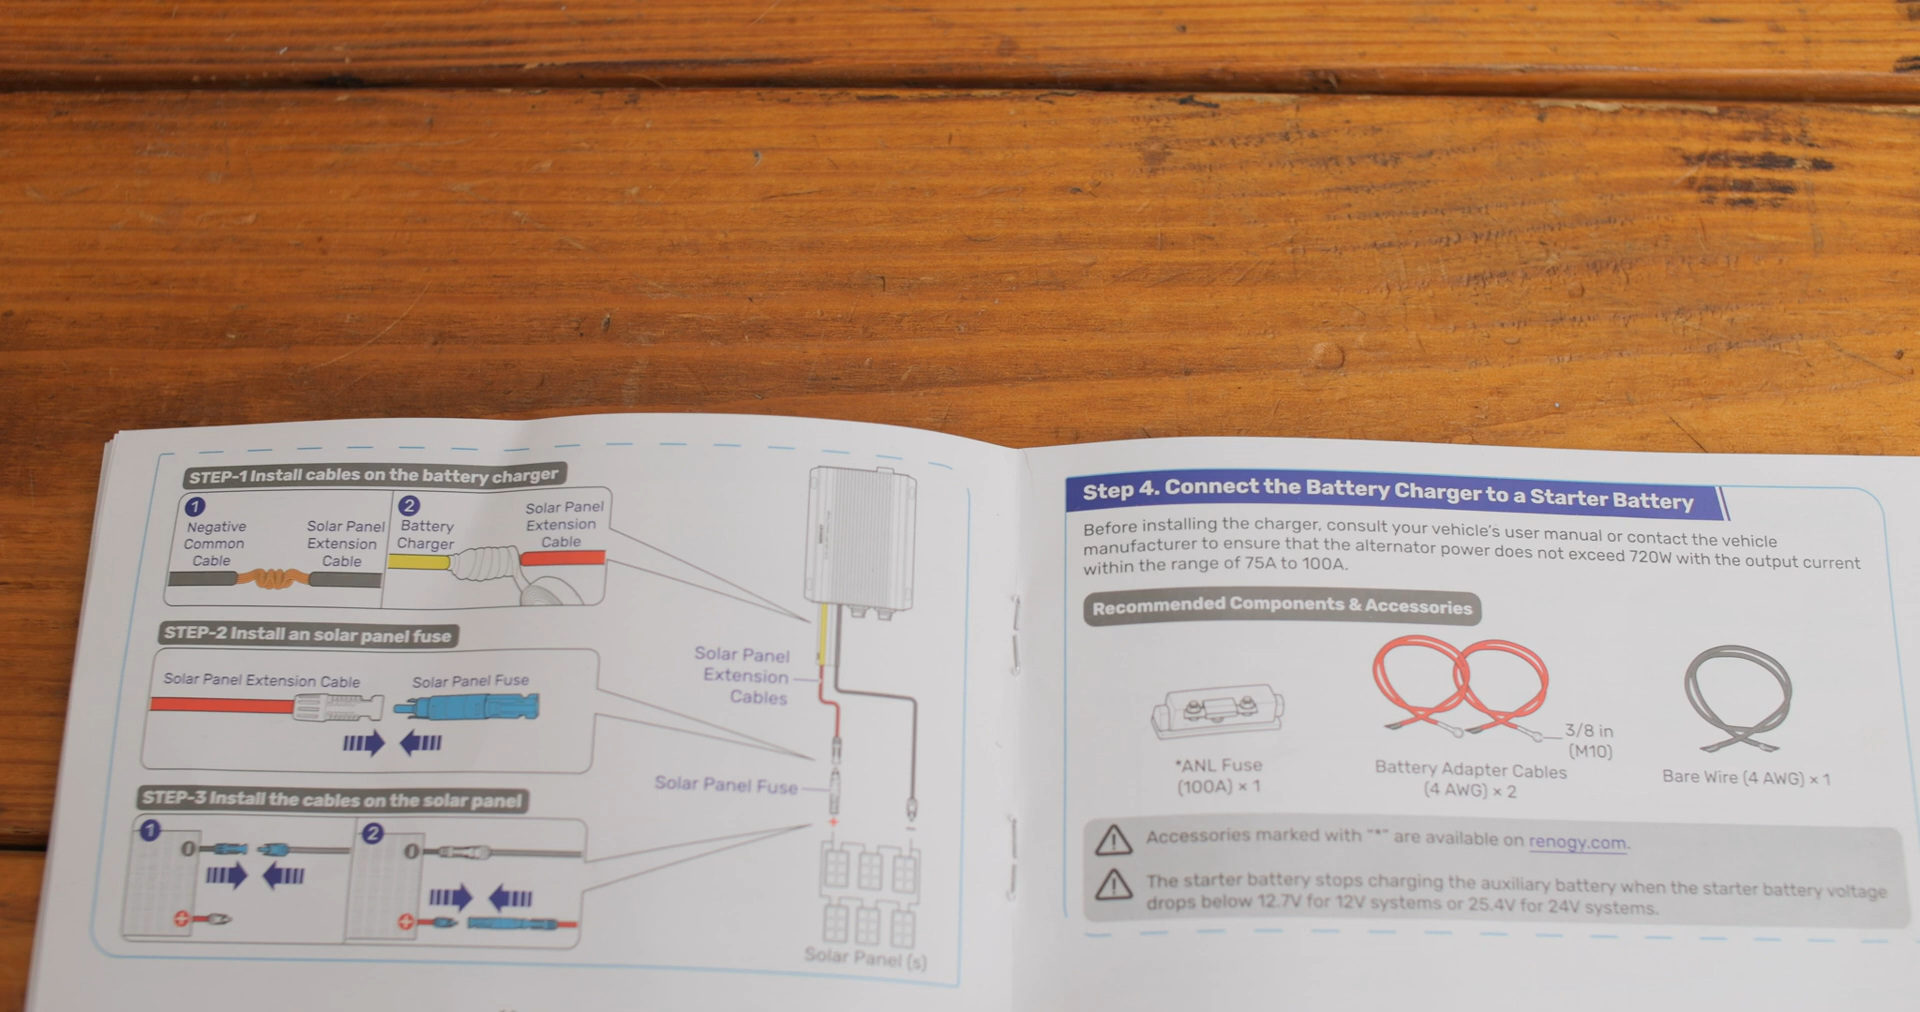 STEP-1 Install cables on the battery charger
1
Negative
Common
Cable
Solar Panel
Extension
Cable
2
Battery
Charger
Solar Panel
Extension
Cable
STEP-2 Install an solar panel fuse
Solar Panel Extension Cable
Solar Panel Fuse
STEP-3 Install the cables on the solar panel
1
2
Solar Panel
Extension
Cables
Solar Panel Fuse
+
−
Solar Panel (s)
Step 4. Connect the Battery Charger to a Starter Battery
Before installing the charger, consult your vehicle's user manual or contact the vehicle
manufacturer to ensure that the alternator power does not exceed 720W with the output current
within the range of 75A to 100A.
Recommended Components & Accessories
*ANL Fuse
(100A) × 1
3/8 in
(M10)
Battery Adapter Cables
(4 AWG) × 2
Bare Wire (4 AWG) × 1
Accessories marked with "*" are available on renogy.com.
The starter battery stops charging the auxiliary battery when the starter battery voltage
drops below 12.7V for 12V systems or 25.4V for 24V systems.